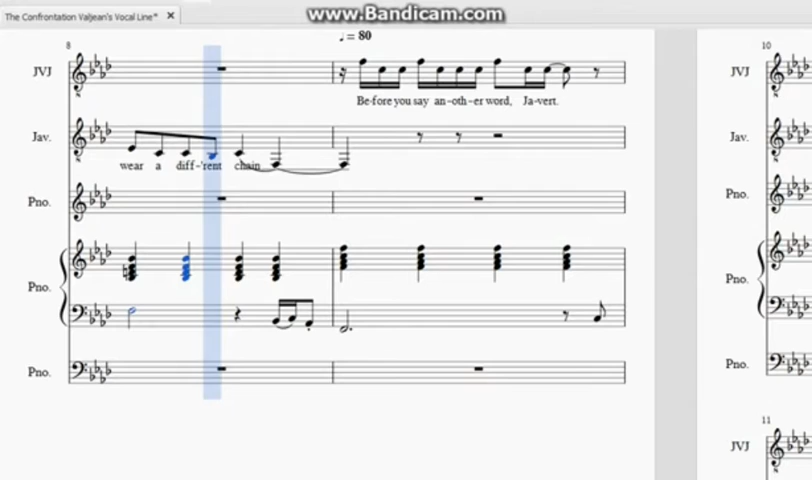 www.Bandicam.com
The Confrontation Valjean's Vocal Line*
8
♩ = 80
10
JVJ
JVJ
Be-fore you say an-oth-er word, Ja-vert.
Jav.
Jav.
wear a diff-'rent chain
Pno.
Pno.
Pno.
Pno.
Pno.
Pno.
11
JVJ